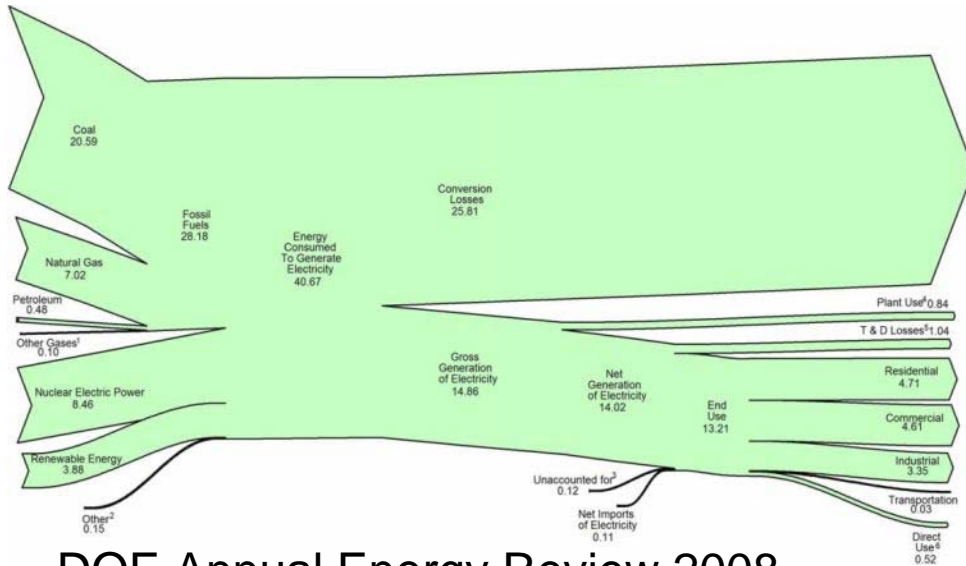 Coal
20.59
Natural Gas
7.02
Petroleum
0.48
Other Gases¹
0.10
Nuclear Electric Power
8.46
Renewable Energy
3.88
Other²
0.15
Fossil
Fuels
28.18
Energy
Consumed
To Generate
Electricity
40.67
Conversion
Losses
25.81
Gross
Generation
of Electricity
14.86
Net
Generation
of Electricity
14.02
Unaccounted for³
0.12
Net Imports
of Electricity
0.11
End
Use
13.21
Plant Use⁴ 0.84
T & D Losses⁵ 1.04
Residential
4.71
Commercial
4.61
Industrial
3.35
Transportation
0.03
Direct
Use⁶
0.52
DOE Annual Energy Review 2008